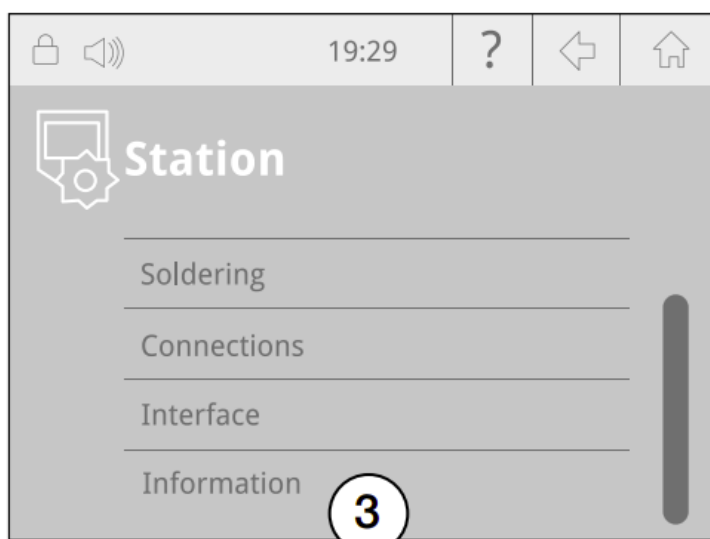 19:29 ?
Station
Soldering
Connections
Interface
Information
3